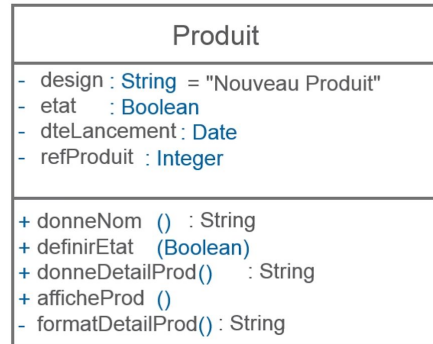 Produit
- design : String = "Nouveau Produit"
- etat : Boolean
- dteLancement : Date
- refProduit : Integer
+ donneNom () : String
+ definirEtat (Boolean)
+ donneDetailProd() : String
+ afficheProd ()
- formatDetailProd() : String